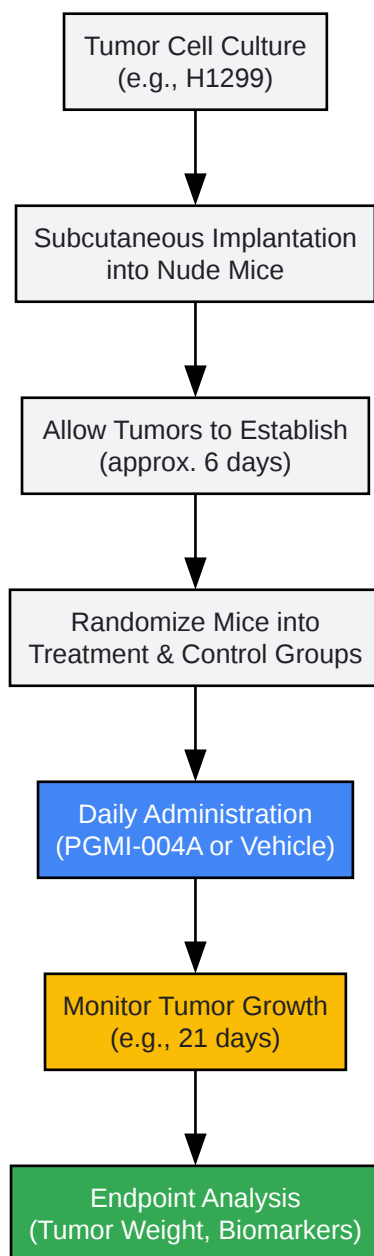 Tumor Cell Culture
(e.g., H1299)
Subcutaneous Implantation
into Nude Mice
Allow Tumors to Establish
(approx. 6 days)
Randomize Mice into
Treatment & Control Groups
Daily Administration
(PGMI-004A or Vehicle)
Monitor Tumor Growth
(e.g., 21 days)
Endpoint Analysis
(Tumor Weight, Biomarkers)